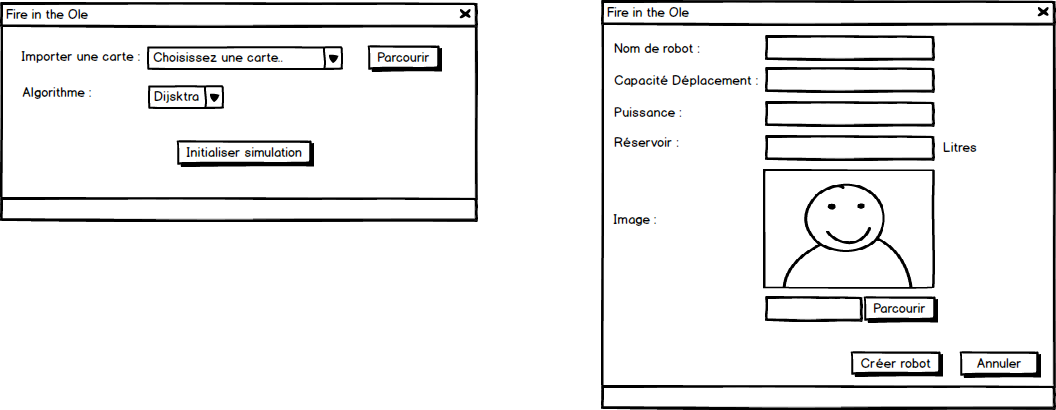 Fire in the Ole
Importer une carte : Choisissez une carte.. Parcourir
Algorithme : Dijsktra
Initialiser simulation
Fire in the Ole
Nom de robot :
Capacité Déplacement :
Puissance :
Réservoir : Litres
Image :
Parcourir
Créer robot Annuler